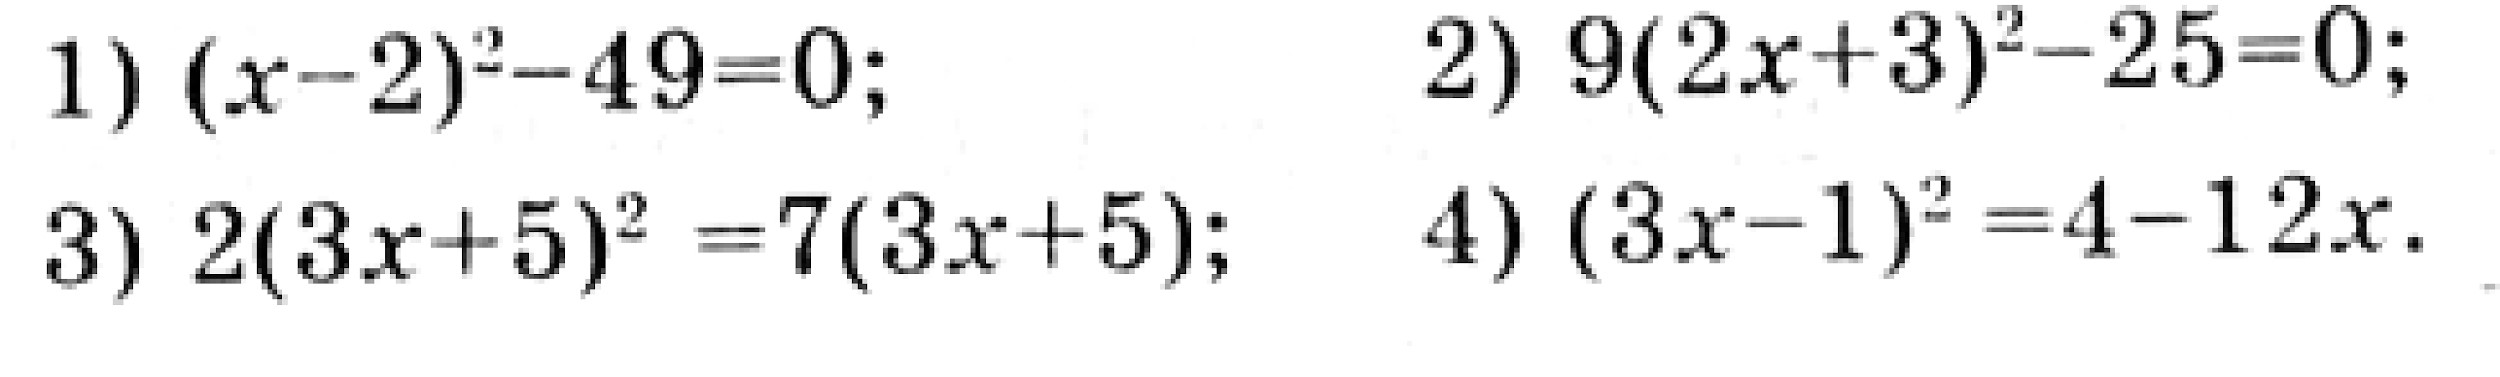 1) (x−2)²−49=0; 2) 9(2x+3)²−25=0;
3) 2(3x+5)² =7(3x+5); 4) (3x−1)² =4−12x.